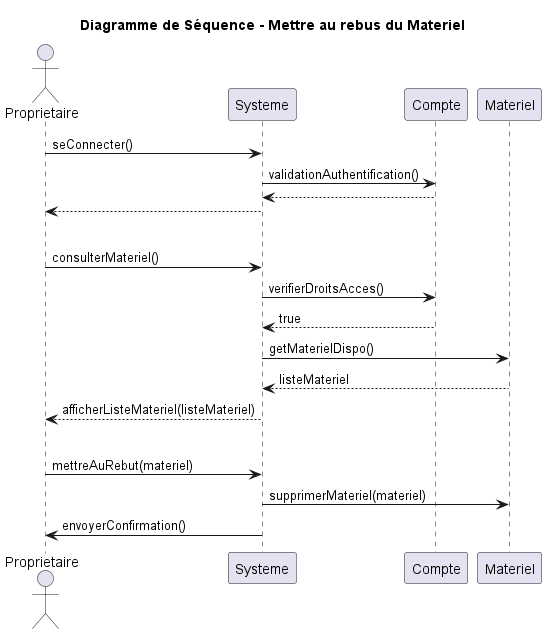 Diagramme de Séquence - Mettre au rebus du Materiel
Proprietaire
Systeme
Compte
Materiel
seConnecter()
validationAuthentification()
consulterMateriel()
verifierDroitsAcces()
true
getMaterielDispo()
listeMateriel
afficherListeMateriel(listeMateriel)
mettreAuRebut(materiel)
supprimerMateriel(materiel)
envoyerConfirmation()
Proprietaire
Systeme
Compte
Materiel